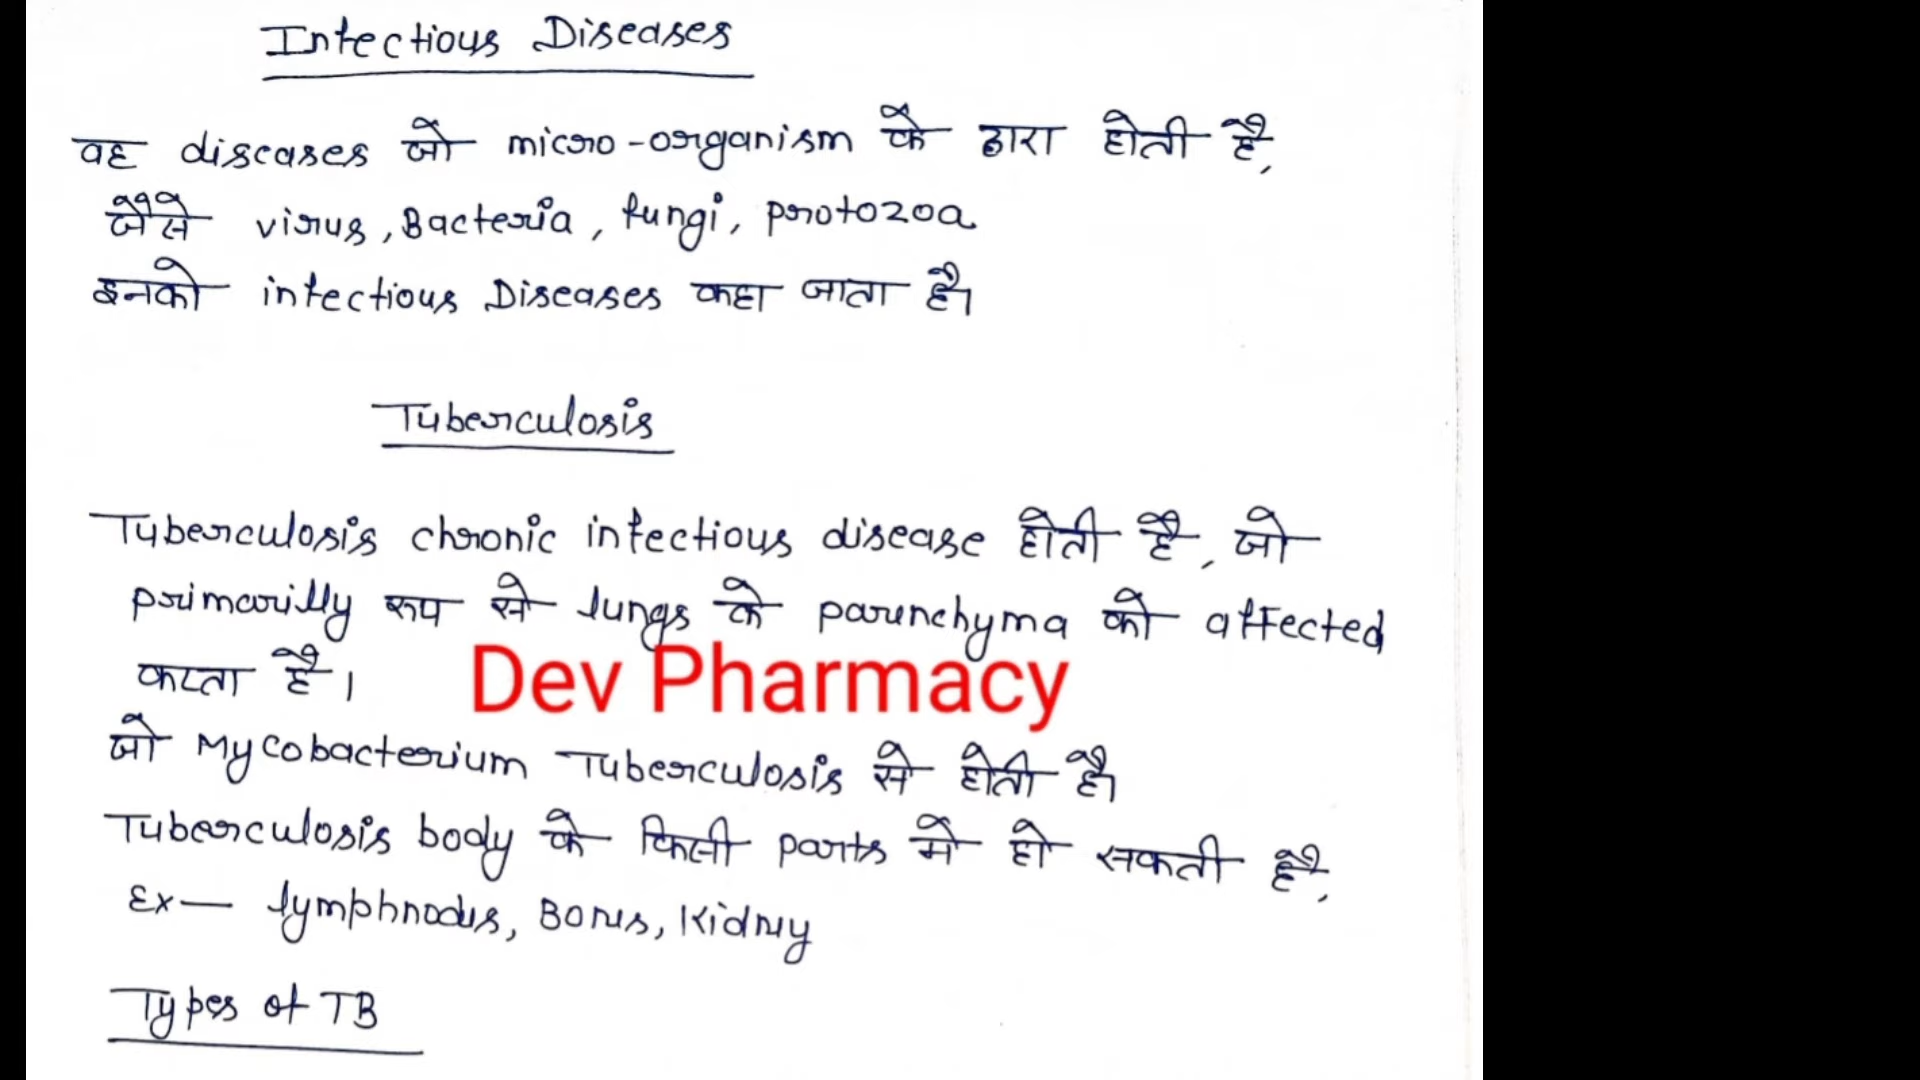 Infectious Diseases
वह diseases जो micro-organism के द्वारा होती है,
जैसे virus, Bacteria, fungi, protozoa
इनको infectious Diseases कहा जाता है।
Tuberculosis
Tuberculosis chronic infectious disease होती है, जो
primarilly रूप से lungs के parenchyma को affected
करता है।
Dev Pharmacy
जो Mycobacterium Tuberculosis से होती है।
Tuberculosis body के किसी parts में हो सकती है,
Ex— lymphnodes, Bones, Kidney
Types of TB